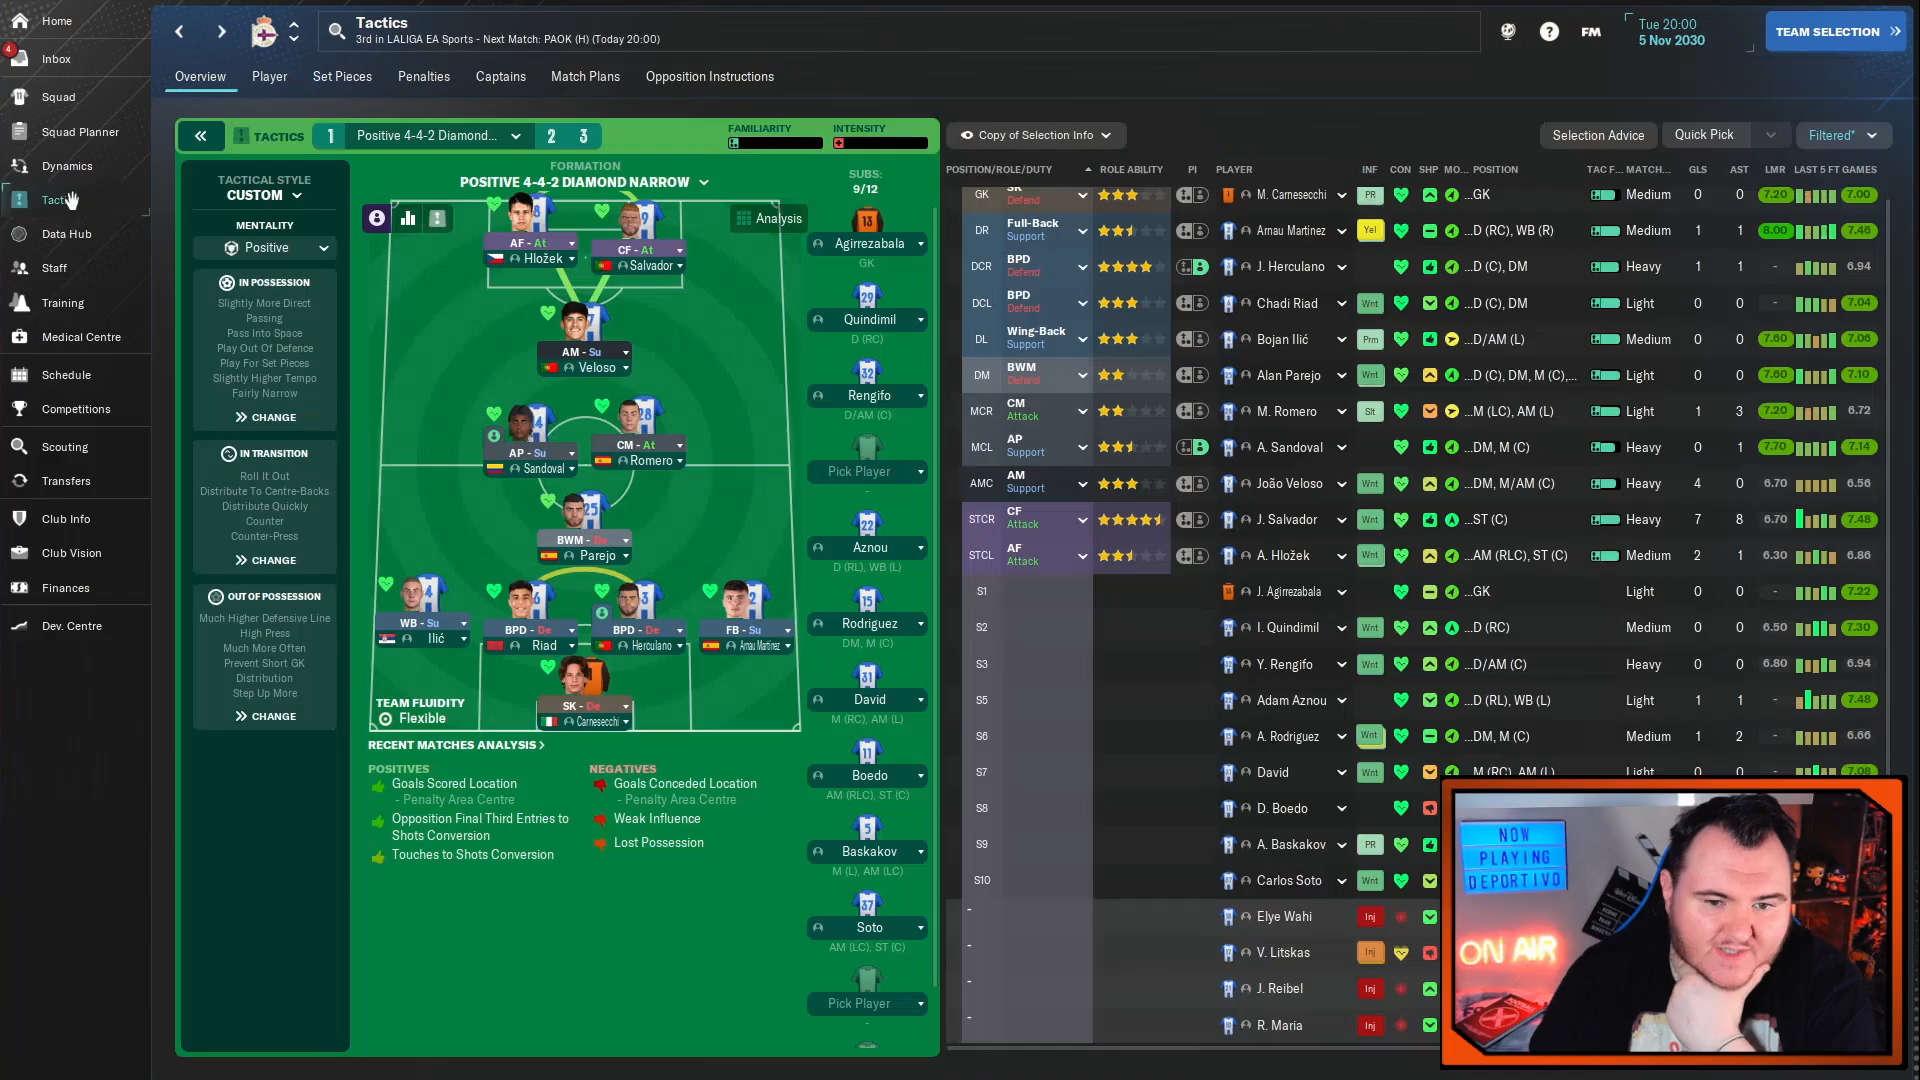 Home
4
Inbox
Squad
Squad Planner
Dynamics
Data Hub
Staff
Training
Medical Centre
Schedule
Competitions
Scouting
Transfers
Club Info
Club Vision
Finances
Dev. Centre
Tactics
3rd in LALIGA EA Sports - Next Match: PAOK (H) (Today 20:00)
FM
Tue 20:00
5 Nov 2030
TEAM SELECTION
Overview Player Set Pieces Penalties Captains Match Plans Opposition Instructions
TACTICS 1 Positive 4-4-2 Diamond... 2 3
FAMILIARITY INTENSITY
TACTICAL STYLE
CUSTOM
MENTALITY
Positive
IN POSSESSION
Slightly More Direct
Passing
Pass Into Space
Play Out Of Defence
Play For Set Pieces
Slightly Higher Tempo
Fairly Narrow
CHANGE
IN TRANSITION
Roll It Out
Distribute To Centre-Backs
Distribute Quickly
Counter
Counter-Press
CHANGE
OUT OF POSSESSION
Much Higher Defensive Line
High Press
Much More Often
Prevent Short GK
Distribution
Step Up More
CHANGE
FORMATION
POSITIVE 4-4-2 DIAMOND NARROW
Analysis
AF - At
Hložek
CF - At
Salvador
AM - Su
Veloso
AP - Su
Sandoval
CM - At
Romero
BWM - De
Parejo
WB - Su
Ilić
BPD - De
Riad
BPD - De
Herculano
FB - Su
Arnau Martínez
SK - De
Carnesecchi
TEAM FLUIDITY
Flexible
RECENT MATCHES ANALYSIS >
POSITIVES
Goals Scored Location
- Penalty Area Centre
Opposition Final Third Entries to
Shots Conversion
Touches to Shots Conversion
NEGATIVES
Goals Conceded Location
- Penalty Area Centre
Weak Influence
Lost Possession
SUBS:
9/12
13
Agirrezabala
GK
29
Quindimil
D (RC)
32
Rengifo
D/AM (C)
Pick Player
-
22
Aznou
D (RL), WB (L)
15
Rodriguez
DM, M (C)
31
David
M (RC), AM (L)
11
Boedo
AM (RLC), ST (C)
5
Baskakov
M (L), AM (LC)
37
Soto
AM (LC), ST (C)
Pick Player
-
Copy of Selection Info
Selection Advice Quick Pick Filtered*
POSITION/ROLE/DUTY ROLE ABILITY PI PLAYER INF CON SHP MO... POSITION TAC F... MATCH... GLS AST LMR LAST 5 FT GAMES
GK SK Defend M. Carnesecchi PR ...GK Medium 0 0 7.20 7.00
DR Full-Back Support Arnau Martínez Yel ...D (RC), WB (R) Medium 1 1 8.00 7.46
DCR BPD Defend J. Herculano ...D (C), DM Heavy 1 1 - 6.94
DCL BPD Defend Chadi Riad Wnt ...D (C), DM Light 0 0 - 7.04
DL Wing-Back Support Bojan Ilić Prm ...D/AM (L) Medium 0 0 7.60 7.06
DM BWM Defend Alan Parejo Wnt ...D (C), DM, M (C),... Light 0 0 7.60 7.10
MCR CM Attack M. Romero Slt ...M (LC), AM (L) Light 1 3 7.20 6.72
MCL AP Support A. Sandoval ...DM, M (C) Heavy 0 1 7.70 7.14
AMC AM Support João Veloso Wnt ...DM, M/AM (C) Heavy 4 0 6.70 6.56
STCR CF Attack J. Salvador Wnt ...ST (C) Heavy 7 8 6.70 7.48
STCL AF Attack A. Hložek Wnt ...AM (RLC), ST (C) Medium 2 1 6.30 6.86
S1 J. Agirrezabala ...GK Light 0 0 - 7.22
S2 I. Quindimil Wnt ...D (RC) Medium 0 0 6.50 7.30
S3 Y. Rengifo Wnt ...D/AM (C) Heavy 0 0 6.80 6.94
S5 Adam Aznou ...D (RL), WB (L) Light 1 1 - 7.48
S6 A. Rodriguez Wnt ...DM, M (C) Medium 1 2 - 6.66
S7 David Wnt M (RC), AM (L) Light 0 0 - 7.08
S8 D. Boedo
S9 A. Baskakov PR
S10 Carlos Soto Wnt
- Elye Wahi Inj
- V. Litskas Inj
- J. Reibel Inj
- R. Maria Inj
NOW
PLAYING
DEPORTIVO
ON AIR